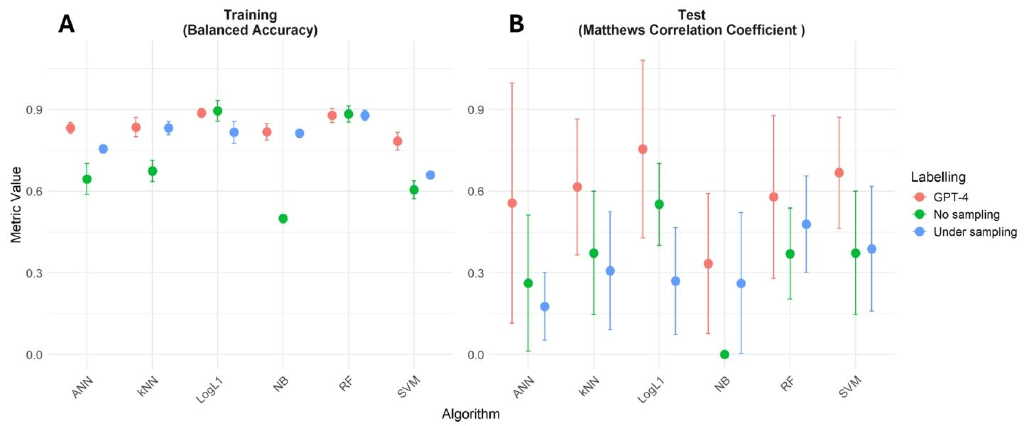 A
Training
(Balanced Accuracy)
B
Test
(Matthews Correlation Coefficient )
Metric Value
0.9
0.6
0.3
0.0
ANN
kNN
LogL1
NB
RF
SVM
0.9
0.6
0.3
0.0
ANN
kNN
LogL1
NB
RF
SVM
Algorithm
Labelling
GPT-4
No sampling
Under sampling